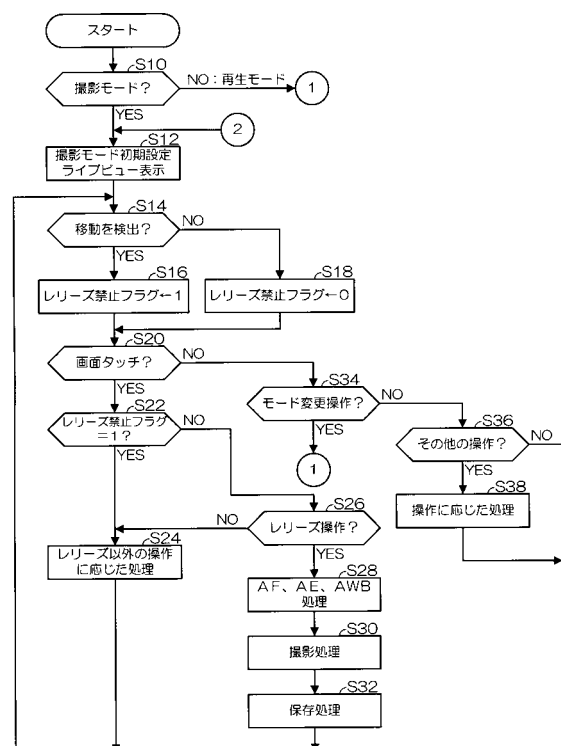 スタート
S10
撮影モード？
NO：再生モード
1
YES
2
S12
撮影モード初期設定
ライブビュー表示
S14
移動を検出？
NO
YES
S16
レリーズ禁止フラグ←1
S18
レリーズ禁止フラグ←0
S20
画面タッチ？
NO
YES
S34
モード変更操作？
NO
YES
1
S36
その他の操作？
NO
YES
S38
操作に応じた処理
S22
レリーズ禁止フラグ
＝1？
NO
YES
S26
レリーズ操作？
NO
YES
S24
レリーズ以外の操作
に応じた処理
S28
AF、AE、AWB
処理
S30
撮影処理
S32
保存処理